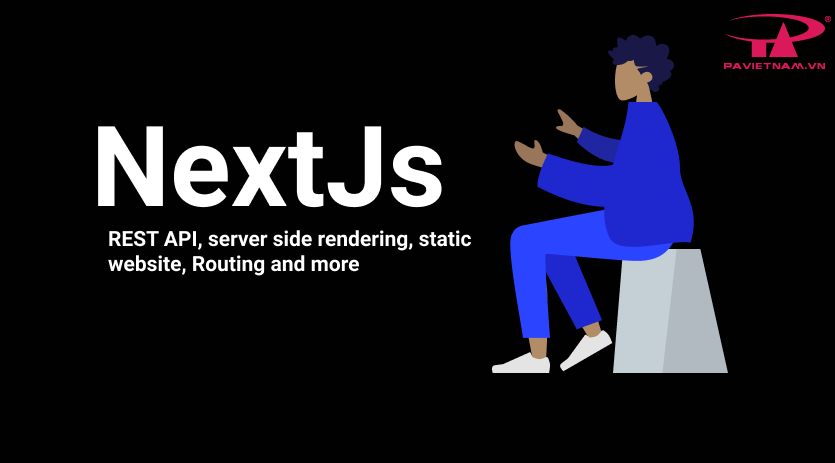 PAVIETNAM.VN
NextJs
REST API, server side rendering, static
website, Routing and more